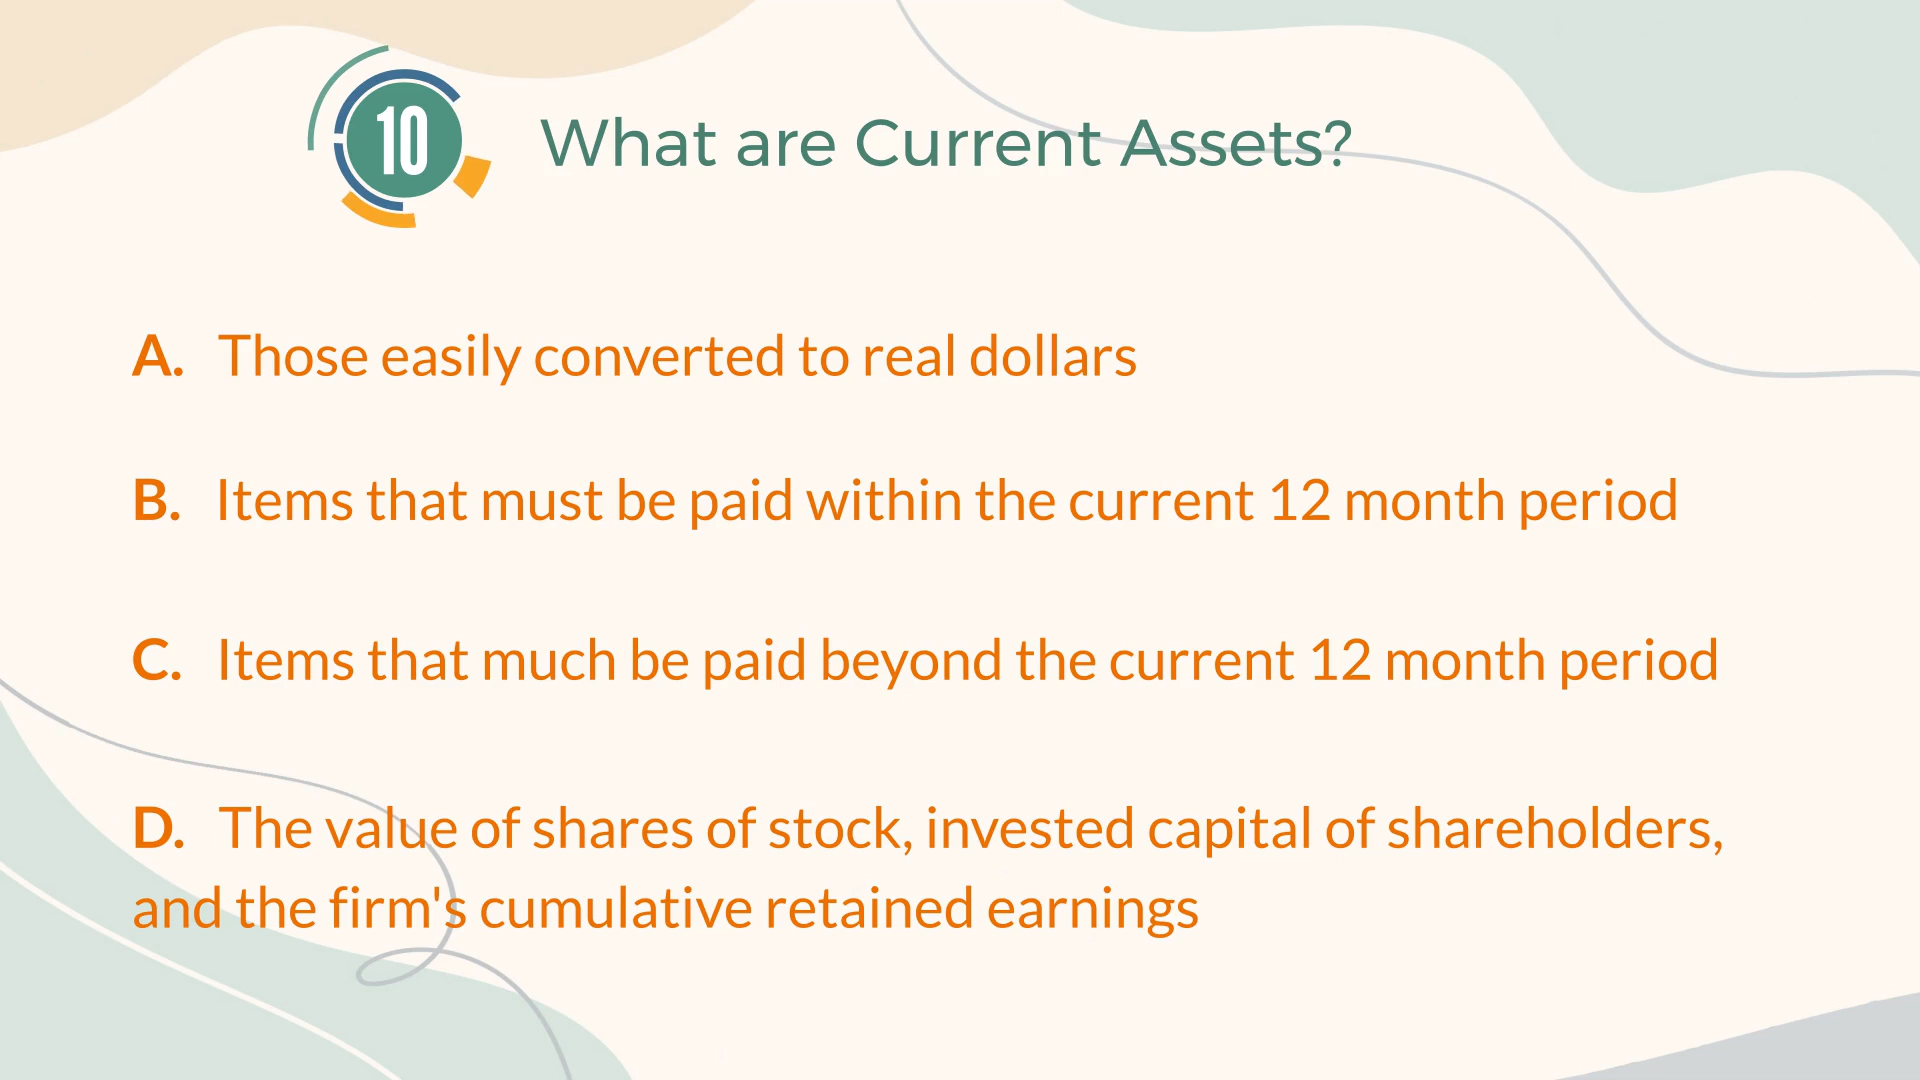 10
What are Current Assets?
A. Those easily converted to real dollars
B. Items that must be paid within the current 12 month period
C. Items that much be paid beyond the current 12 month period
D. The value of shares of stock, invested capital of shareholders,
and the firm's cumulative retained earnings